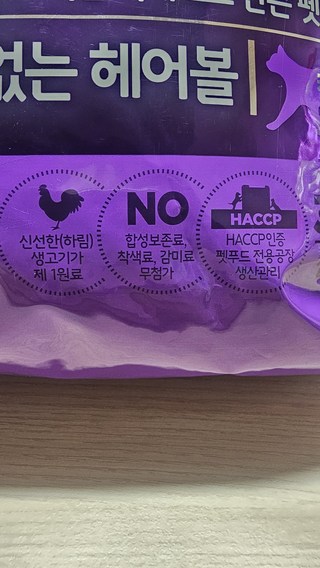 없는 헤어볼
신선한(하림)
생고기가
제 1원료
NO
합성보존료,
착색료, 감미료
무첨가
HACCP
HACCP인증
펫푸드 전용공장
생산관리